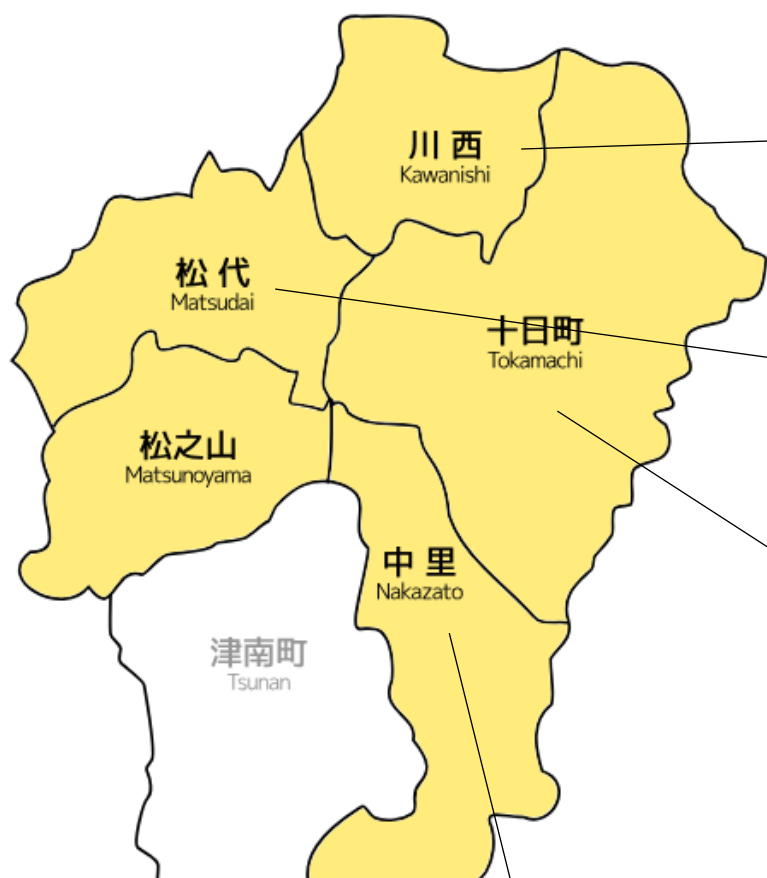 川西
Kawanishi
松代
Matsudai
十日町
Tokamachi
松之山
Matsunoyama
中里
Nakazato
津南町
Tsunan